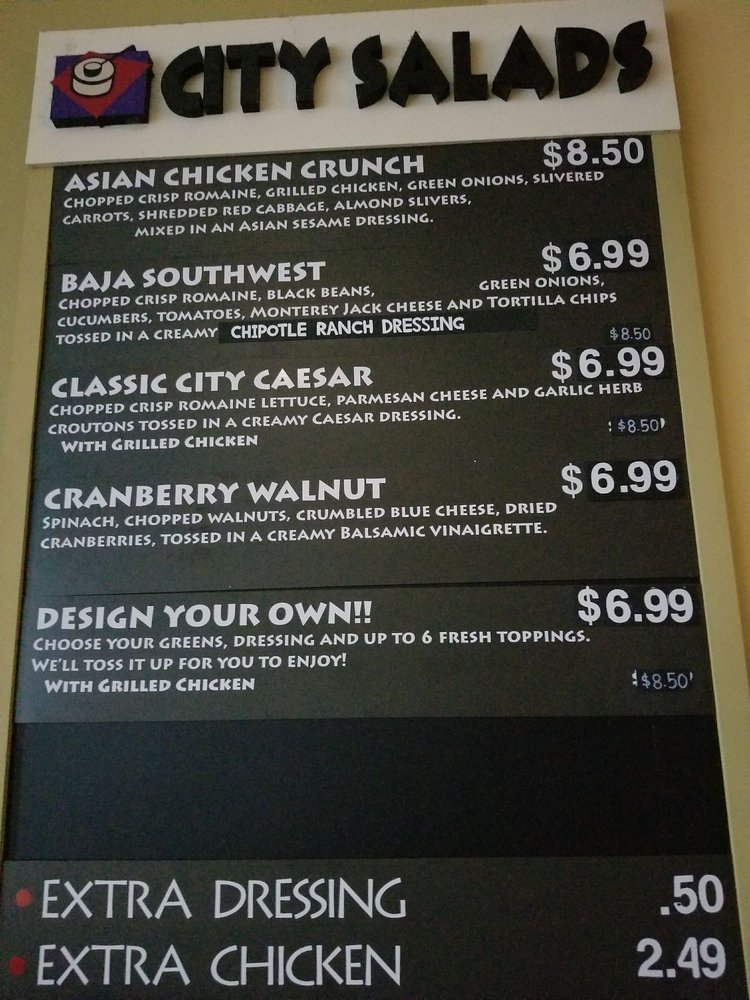 CITY SALADS
ASIAN CHICKEN CRUNCH $8.50
CHOPPED CRISP ROMAINE, GRILLED CHICKEN, GREEN ONIONS, SLIVERED
CARROTS, SHREDDED RED CABBAGE, ALMOND SLIVERS,
MIXED IN AN ASIAN SESAME DRESSING.
BAJA SOUTHWEST $6.99
CHOPPED CRISP ROMAINE, BLACK BEANS, GREEN ONIONS,
CUCUMBERS, TOMATOES, MONTEREY JACK CHEESE AND TORTILLA CHIPS
TOSSED IN A CREAMY CHIPOTLE RANCH DRESSING $8.50
CLASSIC CITY CAESAR $6.99
CHOPPED CRISP ROMAINE LETTUCE, PARMESAN CHEESE AND GARLIC HERB
CROUTONS TOSSED IN A CREAMY CAESAR DRESSING.
WITH GRILLED CHICKEN $8.50
CRANBERRY WALNUT $6.99
SPINACH, CHOPPED WALNUTS, CRUMBLED BLUE CHEESE, DRIED
CRANBERRIES, TOSSED IN A CREAMY BALSAMIC VINAIGRETTE.
DESIGN YOUR OWN!! $6.99
CHOOSE YOUR GREENS, DRESSING AND UP TO 6 FRESH TOPPINGS.
WE'LL TOSS IT UP FOR YOU TO ENJOY!
WITH GRILLED CHICKEN $8.50
• EXTRA DRESSING .50
• EXTRA CHICKEN 2.49